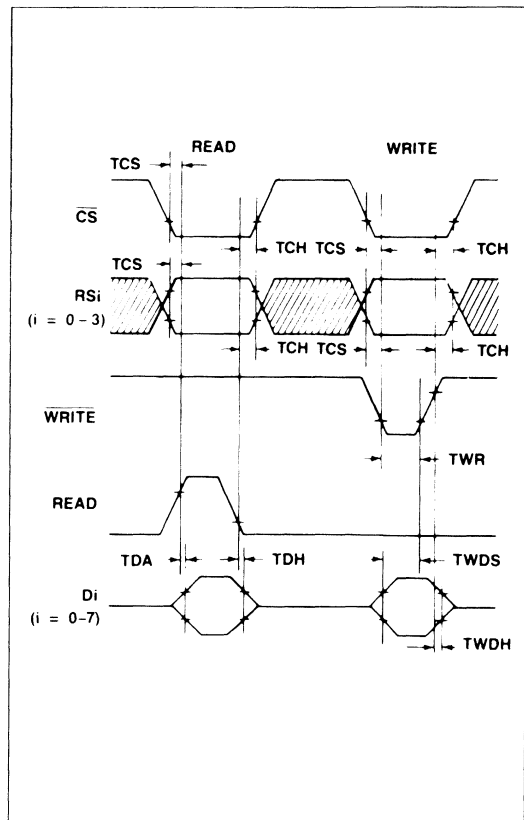 READ WRITE
TCS
CS
TCH TCS TCH
TCS
RSi
(i = 0–3)
TCH TCS TCH
WRITE
TWR
READ
TDA TDH TWDS
Di
(i = 0–7)
TWDH